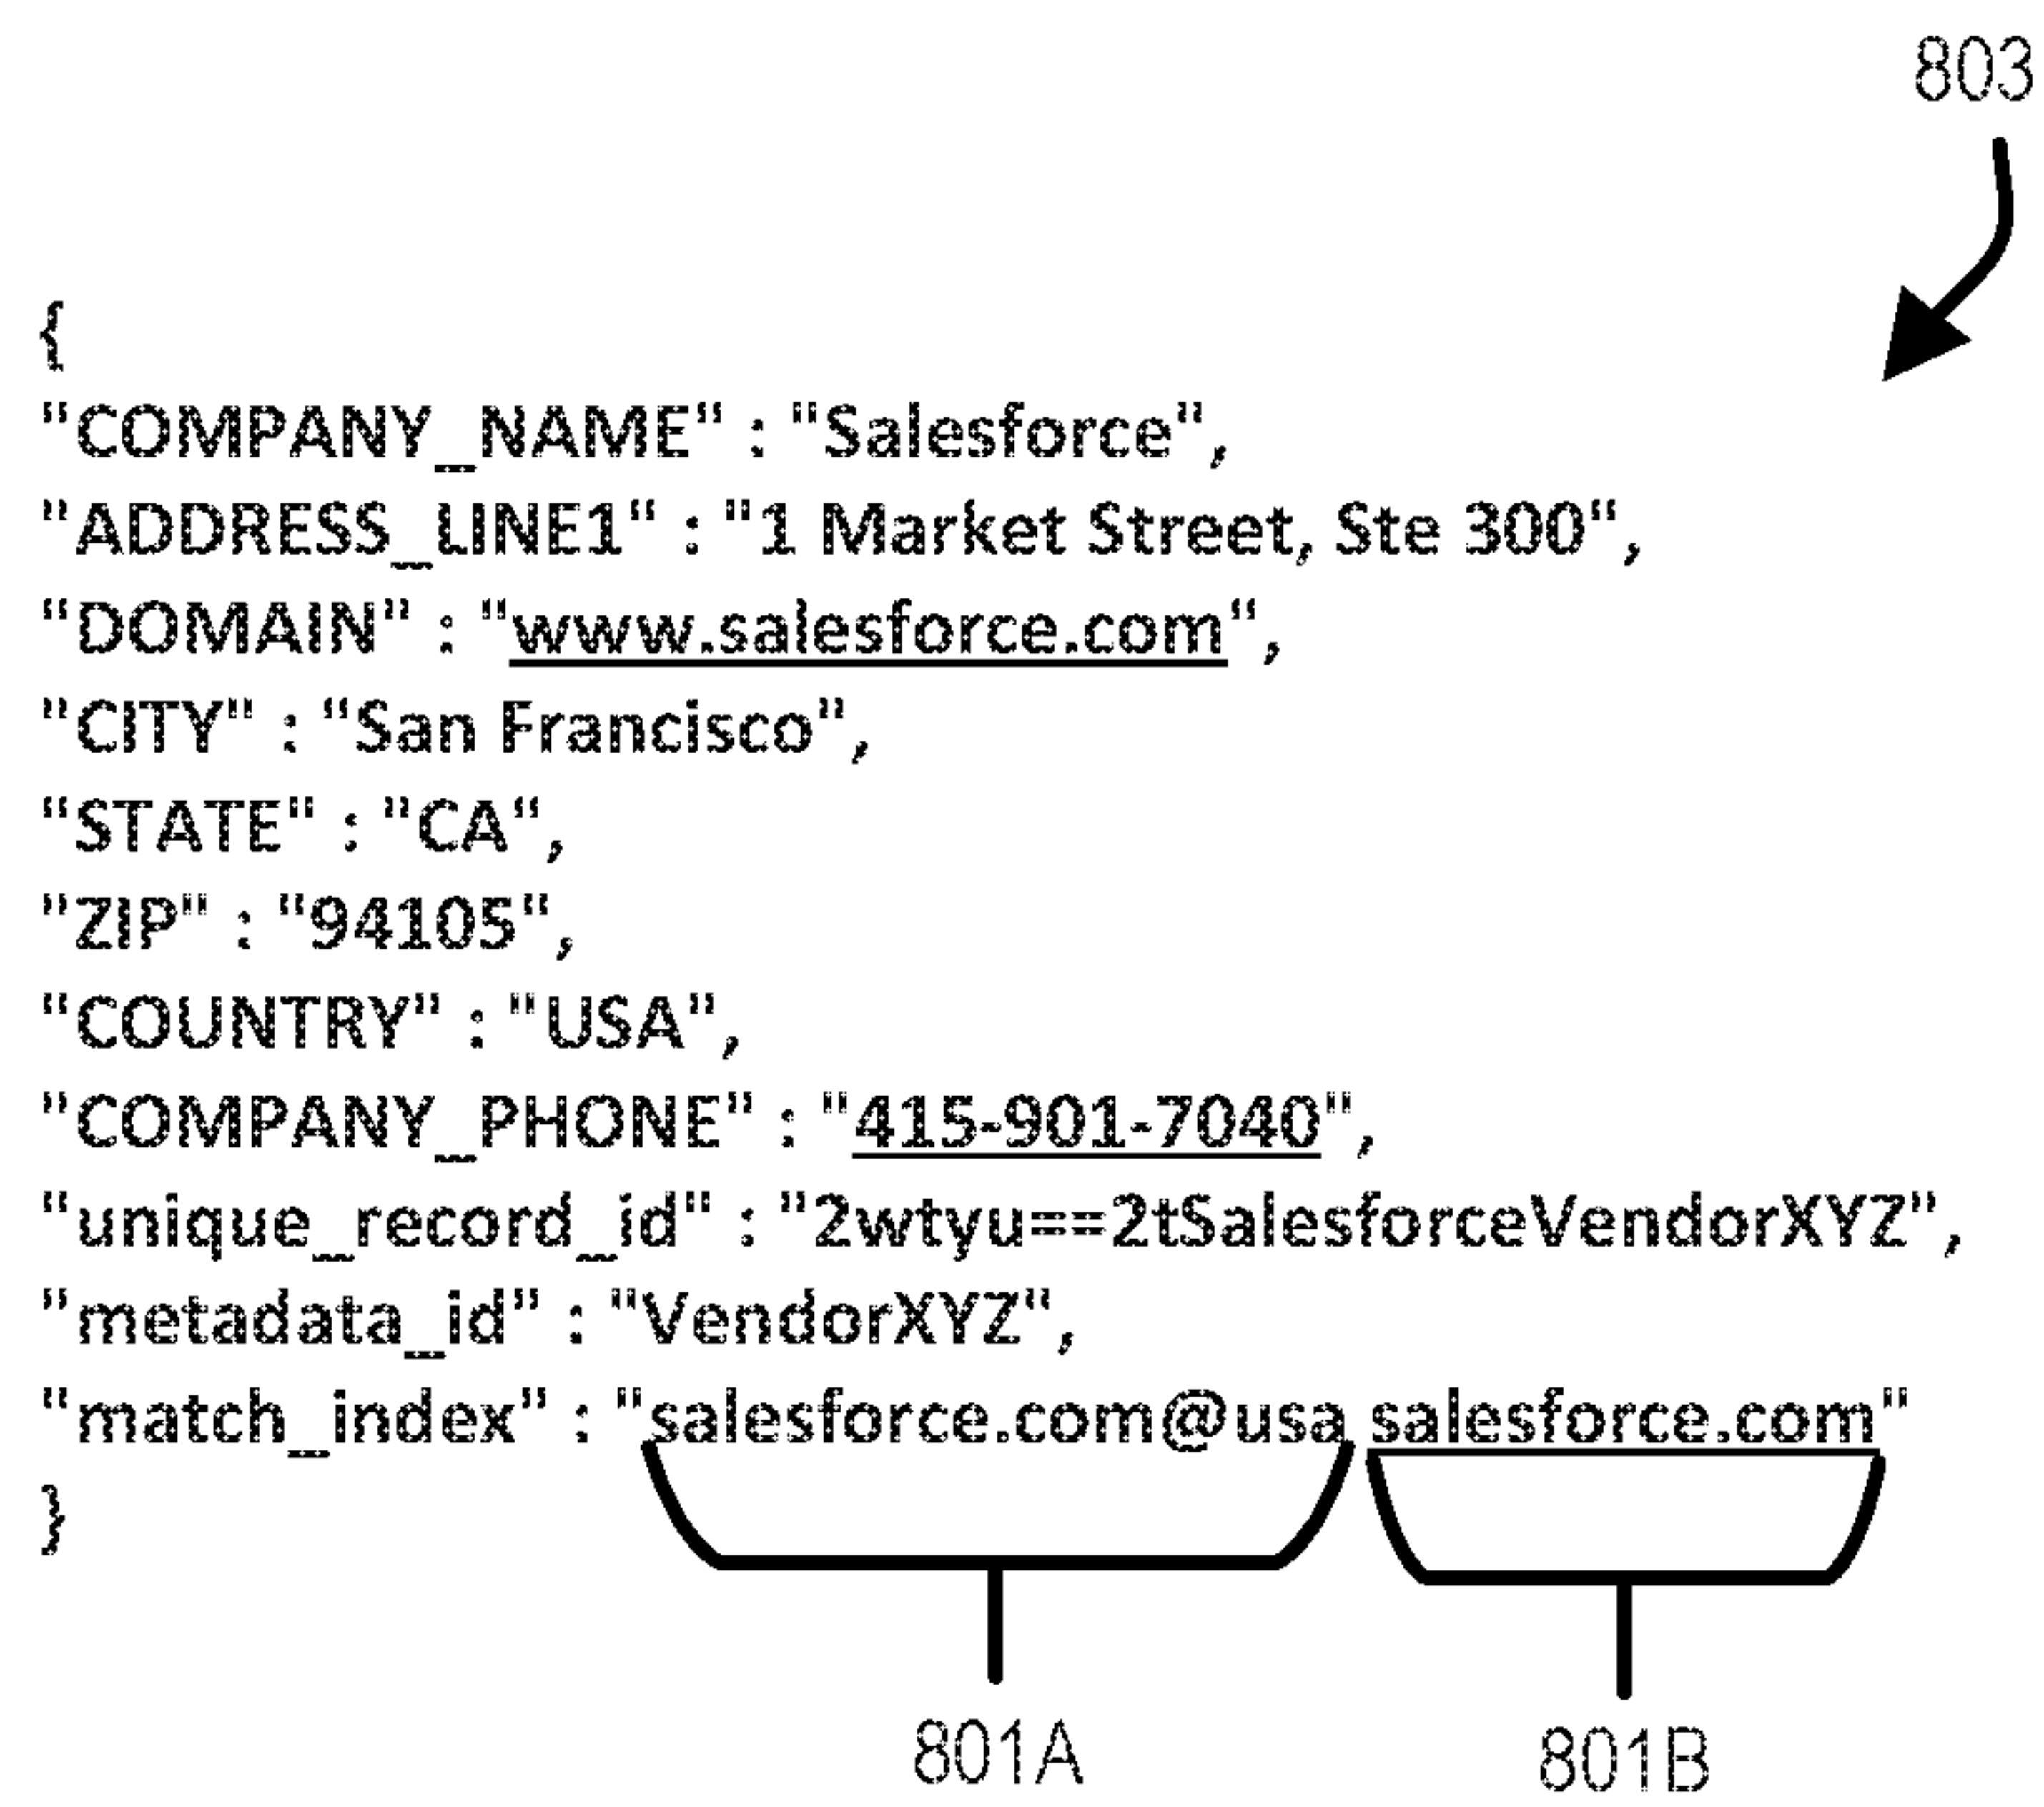 803
{
"COMPANY_NAME" : "Salesforce",
"ADDRESS_LINE1" : "1 Market Street, Ste 300",
"DOMAIN" : "www.salesforce.com",
"CITY" : "San Francisco",
"STATE" : "CA",
"ZIP" : "94105",
"COUNTRY" : "USA",
"COMPANY_PHONE" : "415-901-7040",
"unique_record_id" : "2wtyu==2tSalesforceVendorXYZ",
"metadata_id" : "VendorXYZ",
"match_index" : "salesforce.com@usa salesforce.com"
}
801A 801B